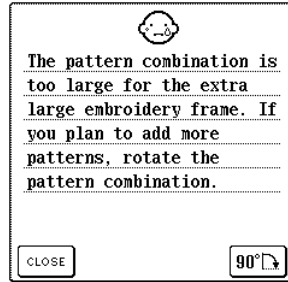 The pattern combination is
too large for the extra
large embroidery frame. If
you plan to add more
patterns, rotate the
pattern combination.
CLOSE 90°